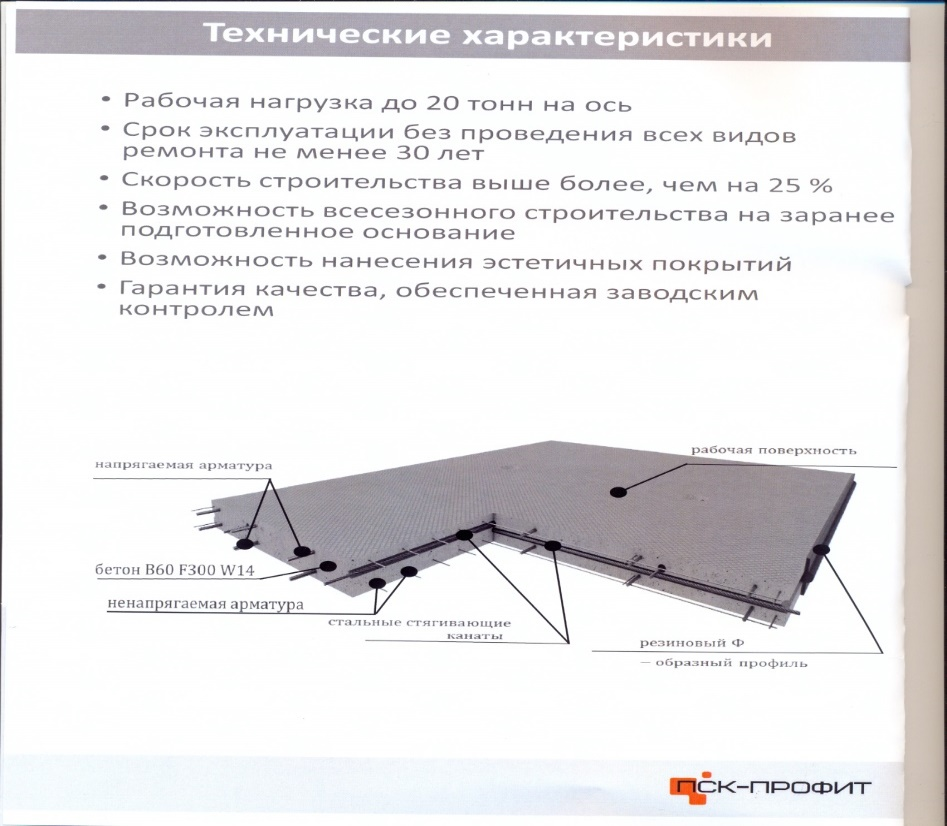 Технические характеристики
• Рабочая нагрузка до 20 тонн на ось
• Срок эксплуатации без проведения всех видов
ремонта не менее 30 лет
• Скорость строительства выше более, чем на 25 %
• Возможность всесезонного строительства на заранее
подготовленное основание
• Возможность нанесения эстетичных покрытий
• Гарантия качества, обеспеченная заводским
контролем
рабочая поверхность
напрягаемая арматура
бетон B60 F300 W14
ненапрягаемая арматура
стальные стягивающие
канаты
резиновый Ф
– образный профиль
ПСК-ПРОФИТ